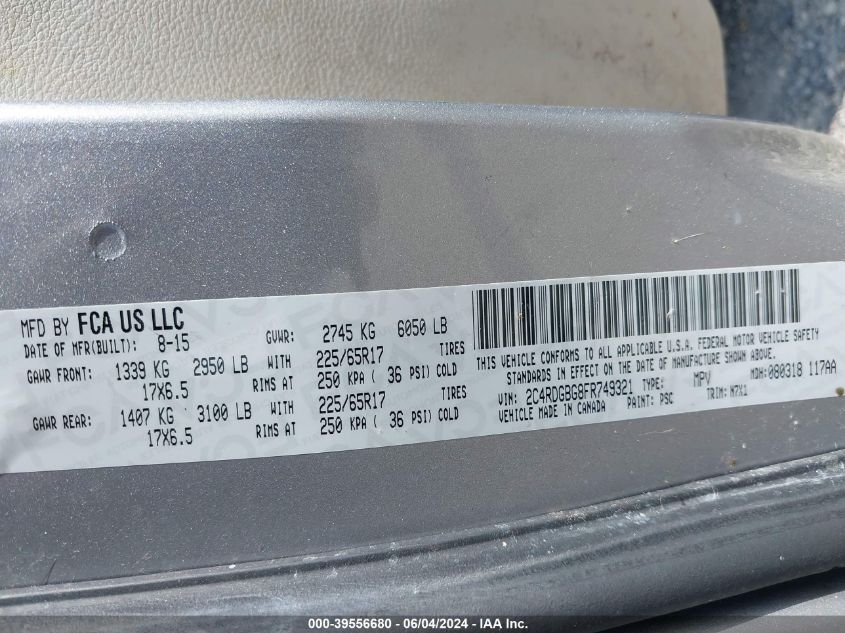 MFD BY FCA US LLC
DATE OF MFR(BUILT): 8-15 GVWR: 2745 KG 6050 LB
GAWR FRONT: 1339 KG 2950 LB WITH 225/65R17 TIRES
17X6.5 RIMS AT 250 KPA ( 36 PSI) COLD
GAWR REAR: 1407 KG 3100 LB WITH 225/65R17 TIRES
17X6.5 RIMS AT 250 KPA ( 36 PSI) COLD
THIS VEHICLE CONFORMS TO ALL APPLICABLE U.S.A. FEDERAL MOTOR VEHICLE SAFETY
STANDARDS IN EFFECT ON THE DATE OF MANUFACTURE SHOWN ABOVE.
VIN: 2C4RDGBG8FR749321 TYPE: MPV MDH: 080318 117AA
VEHICLE MADE IN CANADA PAINT: PSC TRIM: M7X1
000-39556680 - 06/04/2024 - IAA Inc.